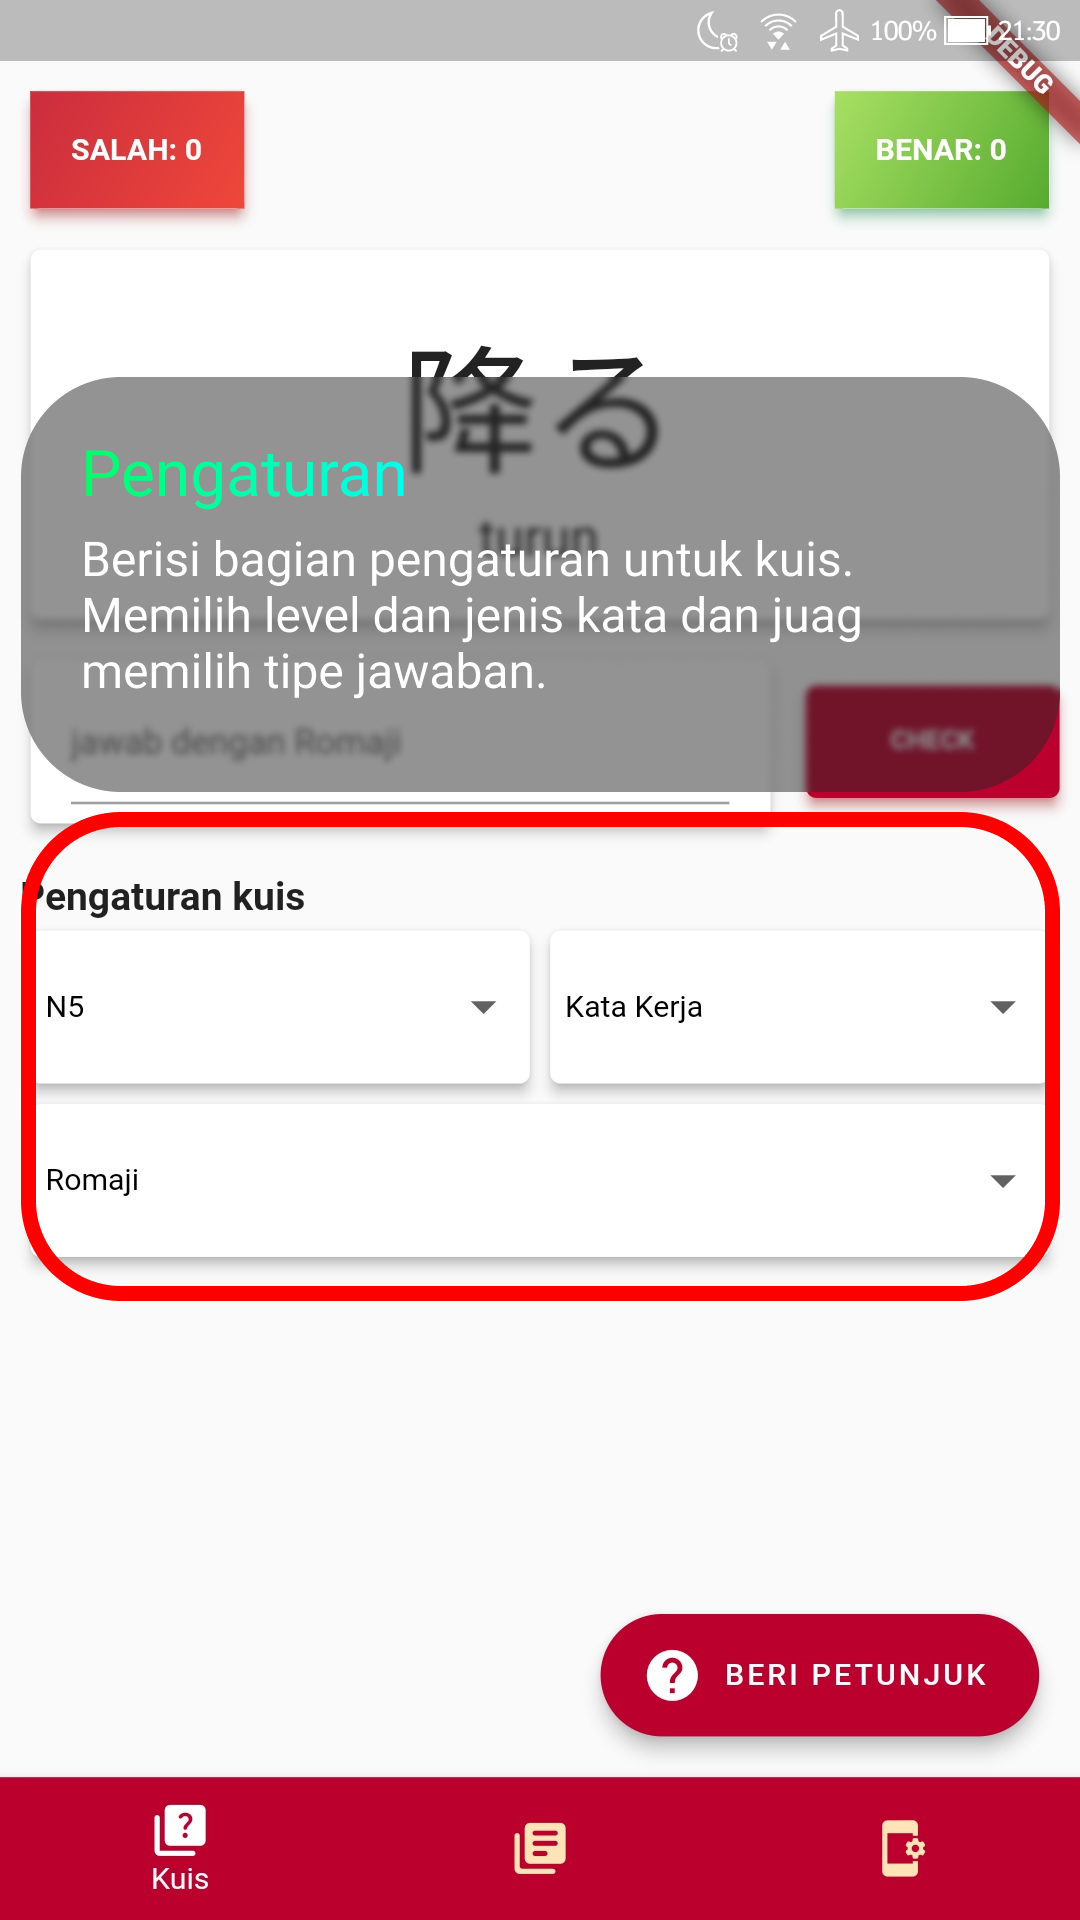 100% 21:30
DEBUG
SALAH: 0
BENAR: 0
降る
turun
Pengaturan
Berisi bagian pengaturan untuk kuis.
Memilih level dan jenis kata dan juag
memilih tipe jawaban.
jawab dengan Romaji
CHECK
Pengaturan kuis
N5
Kata Kerja
Romaji
BERI PETUNJUK
Kuis